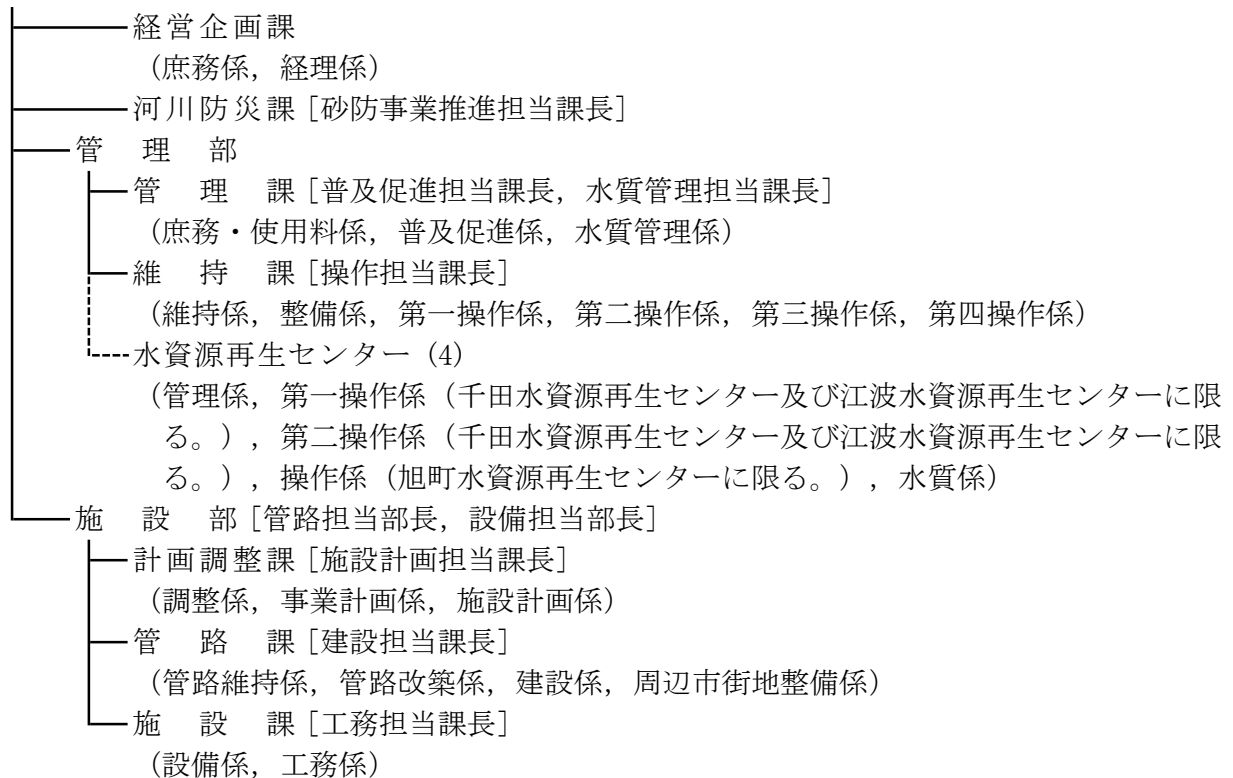 経営企画課
（庶務係，経理係）
河川防災課［砂防事業推進担当課長］
管　理　部
管　理　課［普及促進担当課長，水質管理担当課長］
（庶務・使用料係，普及促進係，水質管理係）
維　持　課［操作担当課長］
（維持係，整備係，第一操作係，第二操作係，第三操作係，第四操作係）
水資源再生センター（4）
（管理係，第一操作係（千田水資源再生センター及び江波水資源再生センターに限
る。），第二操作係（千田水資源再生センター及び江波水資源再生センターに限
る。），操作係（旭町水資源再生センターに限る。），水質係）
施　設　部［管路担当部長，設備担当部長］
計画調整課［施設計画担当課長］
（調整係，事業計画係，施設計画係）
管　路　課［建設担当課長］
（管路維持係，管路改築係，建設係，周辺市街地整備係）
施　設　課［工務担当課長］
（設備係，工務係）